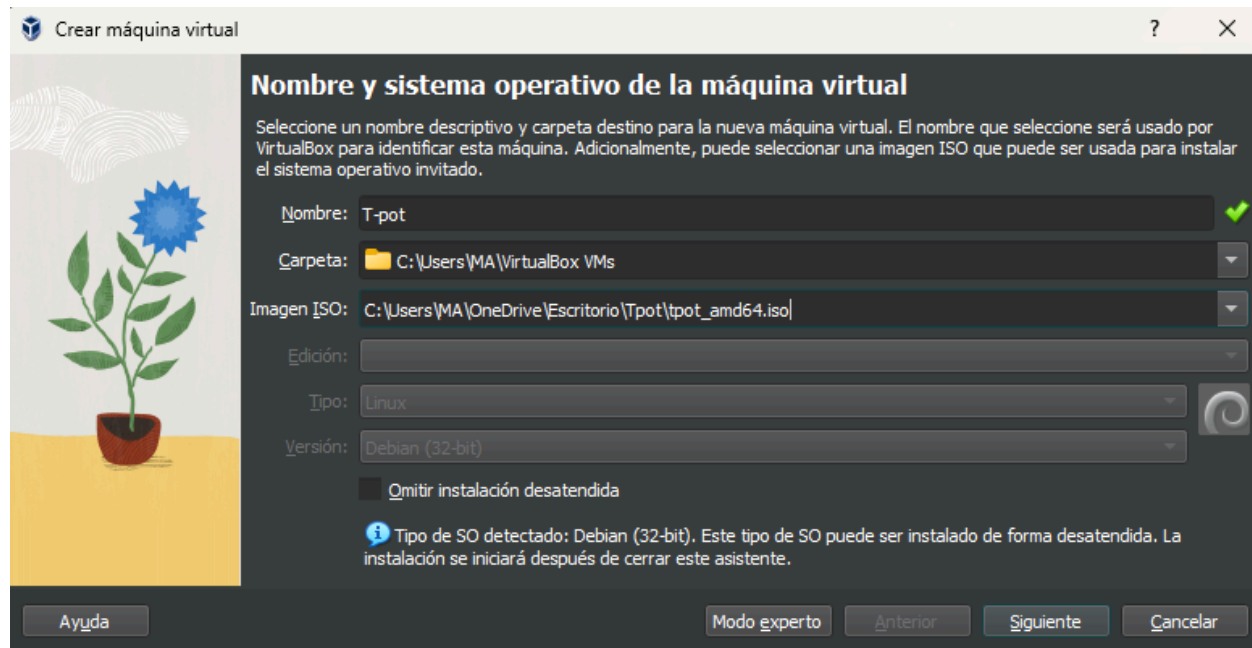 Crear máquina virtual
?
Nombre y sistema operativo de la máquina virtual
Seleccione un nombre descriptivo y carpeta destino para la nueva máquina virtual. El nombre que seleccione será usado por
VirtualBox para identificar esta máquina. Adicionalmente, puede seleccionar una imagen ISO que puede ser usada para instalar
el sistema operativo invitado.
Nombre: T-pot
Carpeta: C:\Users\MA\VirtualBox VMs
Imagen ISO: C:\Users\MA\OneDrive\Escritorio\Tpot\tpot_amd64.iso
Edición:
Tipo: Linux
Versión: Debian (32-bit)
Omitir instalación desatendida
Tipo de SO detectado: Debian (32-bit). Este tipo de SO puede ser instalado de forma desatendida. La
instalación se iniciará después de cerrar este asistente.
Ayuda Modo experto Anterior Siguiente Cancelar